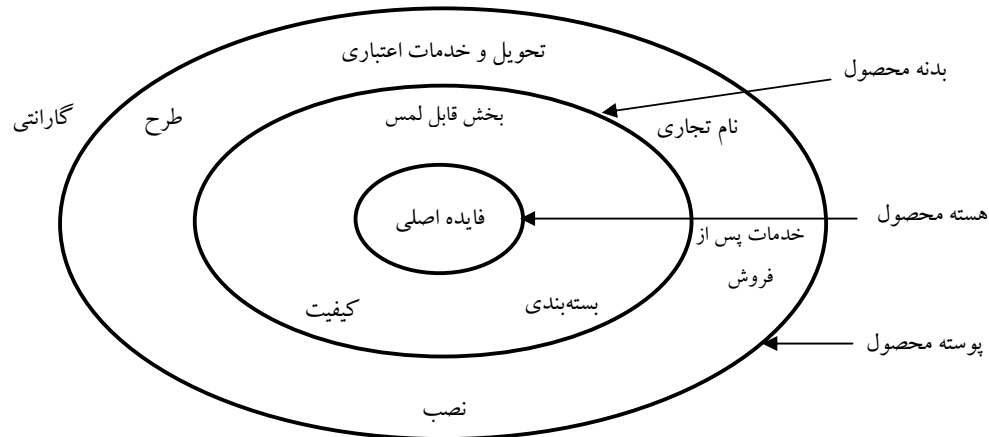 تحویل و خدمات اعتباری
بدنه محصول
بخش قابل لمس
گارانتی
طرح
نام تجاری
فایده اصلی
هسته محصول
خدمات پس از
فروش
بسته‌بندی
کیفیت
پوسته محصول
نصب